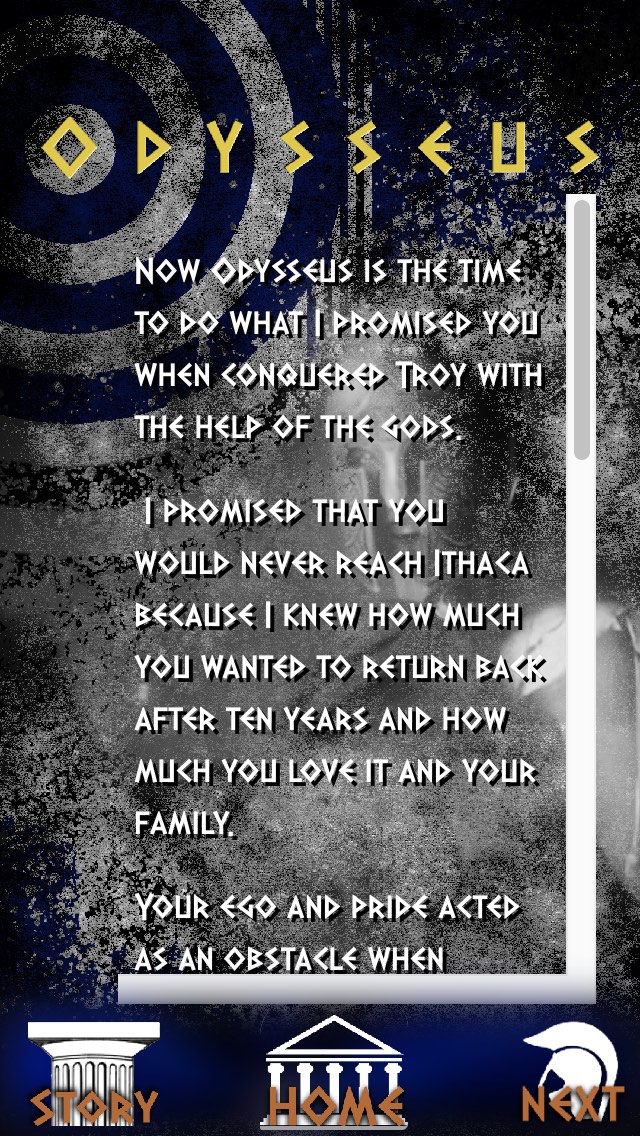 Odysseus
Now Odysseus is the time
to do what I promised you
when conquered Troy with
the help of the gods.
I promised that you
would never reach Ithaca
because I knew how much
you wanted to return back
after ten years and how
much you love it and your
family.
Your ego and pride acted
as an obstacle when
Story Home Next